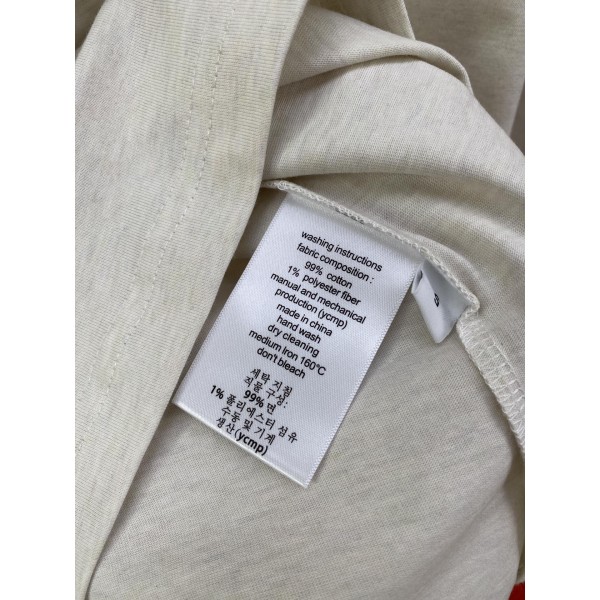 washing instructions
fabric composition :
99% cotton
1% polyester fiber
manual and mechanical
production (ycmp)
made in china
hand wash
dry cleaning
medium iron 160°C
don't bleach
세탁 지침
직물 구성:
99% 면
1% 폴리에스터 섬유
수동 및 기계
생산(ycmp)